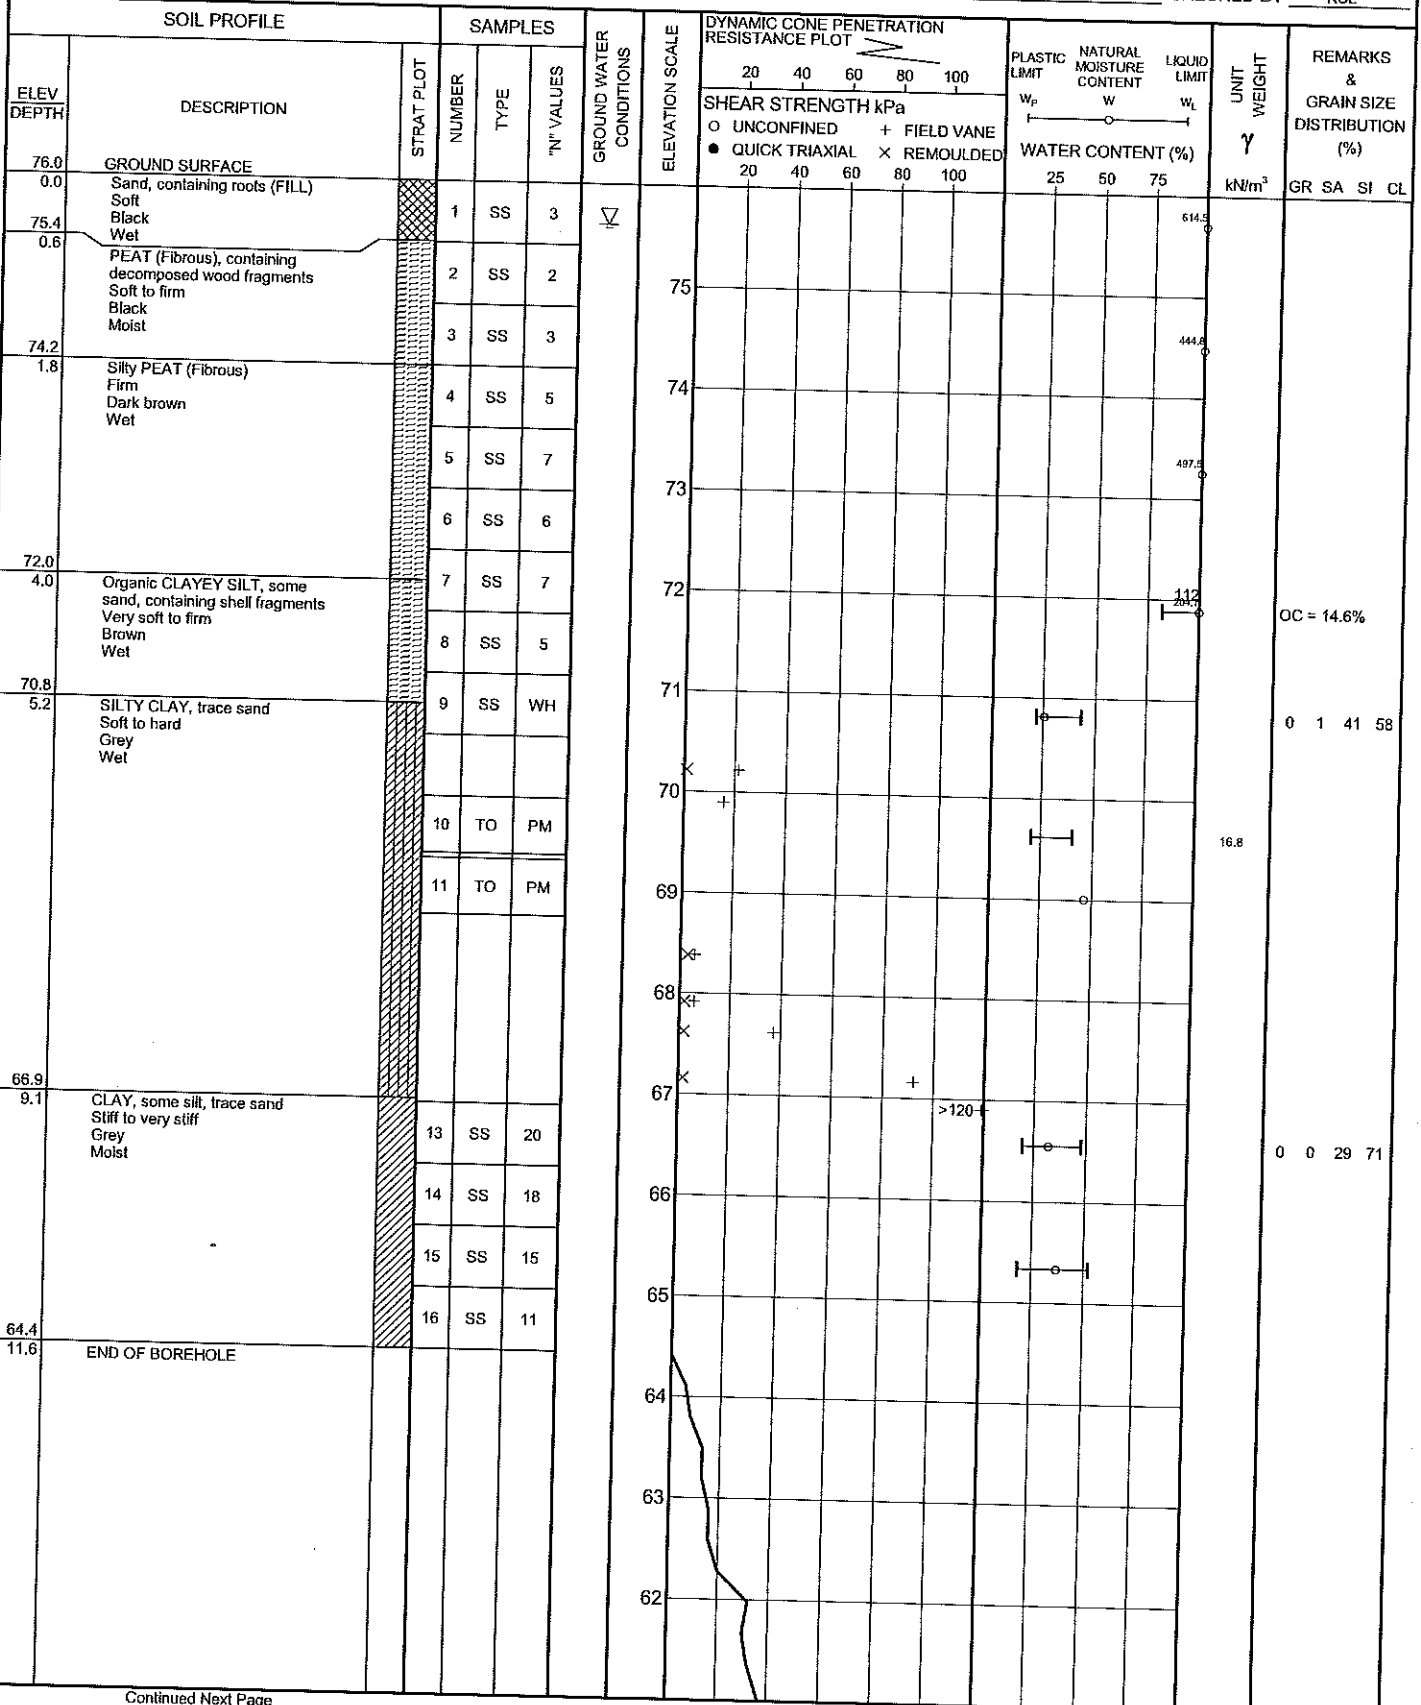 SOIL PROFILE
SAMPLES
ELEV
DEPTH
DESCRIPTION
STRAT PLOT
NUMBER
TYPE
"N" VALUES
GROUND WATER
CONDITIONS
ELEVATION SCALE
DYNAMIC CONE PENETRATION
RESISTANCE PLOT
20 40 60 80 100
SHEAR STRENGTH kPa
O UNCONFINED + FIELD VANE
● QUICK TRIAXIAL × REMOULDED
20 40 60 80 100
PLASTIC
LIMIT
NATURAL
MOISTURE
CONTENT
LIQUID
LIMIT
WP W WL
WATER CONTENT (%)
25 50 75
UNIT
WEIGHT
γ
kN/m³
REMARKS
&
GRAIN SIZE
DISTRIBUTION
(%)
GR SA SI CL
76.0 GROUND SURFACE
0.0 Sand, containing roots (FILL)
Soft
Black
Wet
75.4
0.6
PEAT (Fibrous), containing
decomposed wood fragments
Soft to firm
Black
Moist
74.2
1.8
Silty PEAT (Fibrous)
Firm
Dark brown
Wet
72.0
4.0
Organic CLAYEY SILT, some
sand, containing shell fragments
Very soft to firm
Brown
Wet
70.8
5.2
SILTY CLAY, trace sand
Soft to hard
Grey
Wet
66.9
9.1
CLAY, some silt, trace sand
Stiff to very stiff
Grey
Moist
64.4
11.6
END OF BOREHOLE
1 SS 3
2 SS 2
3 SS 3
4 SS 5
5 SS 7
6 SS 6
7 SS 7
8 SS 5
9 SS WH
10 TO PM
11 TO PM
13 SS 20
14 SS 18
15 SS 15
16 SS 11
75
74
73
72
71
70
69
68
67
66
65
64
63
62
>120
614.5
444.8
497.5
112
OC = 14.6%
0 1 41 58
16.8
0 0 29 71
Continued Next Page